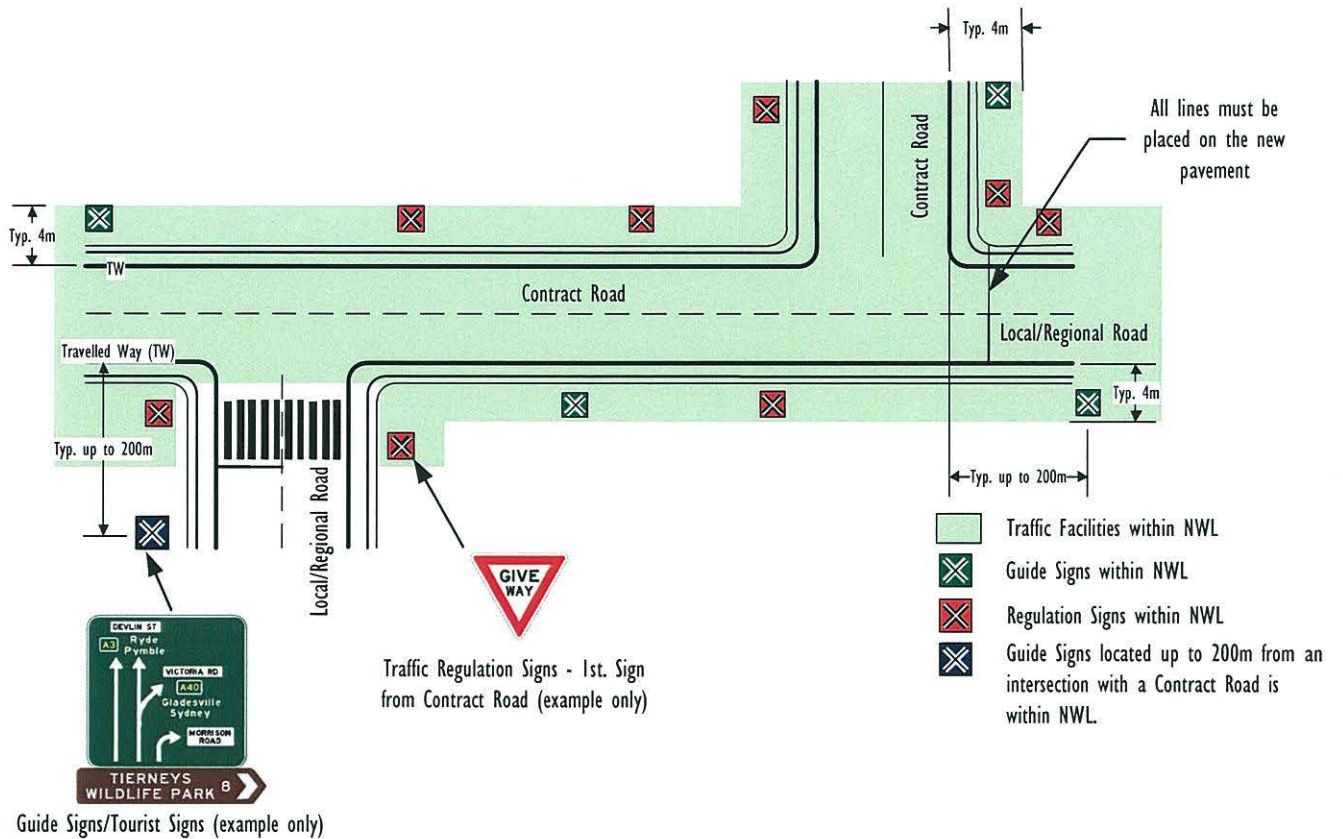 Typ. 4m
All lines must be
placed on the new
pavement
Contract Road
Typ. 4m
TW
Contract Road
Travelled Way (TW)
Local/Regional Road
Typ. 4m
Typ. up to 200m
Local/Regional Road
Typ. up to 200m
Traffic Facilities within NWL
Guide Signs within NWL
Regulation Signs within NWL
Guide Signs located up to 200m from an
intersection with a Contract Road is
within NWL.
GIVE
WAY
Traffic Regulation Signs - 1st. Sign
from Contract Road (example only)
DEVLIN ST
A3
Ryde
Pymble
VICTORIA RD
A40
Gladesville
Sydney
MORRISON
ROAD
TIERNEYS
WILDLIFE PARK 8
Guide Signs/Tourist Signs (example only)